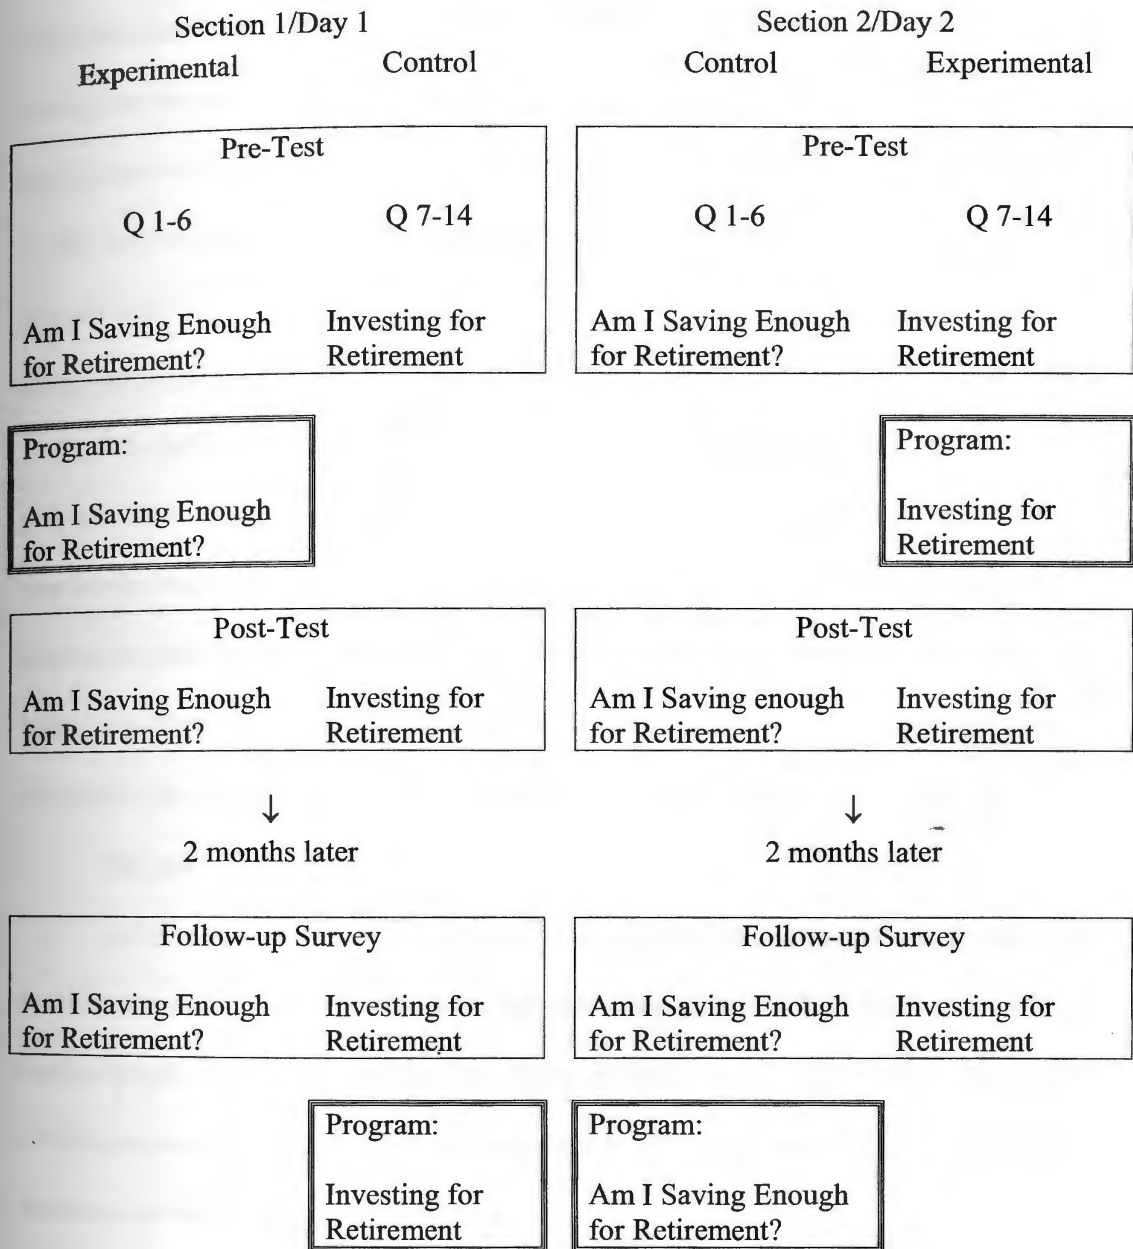 Section 1/Day 1 Section 2/Day 2
Experimental Control Control Experimental
Pre-Test Pre-Test
Q 1-6 Q 7-14 Q 1-6 Q 7-14
Am I Saving Enough Investing for Am I Saving Enough Investing for
for Retirement? Retirement for Retirement? Retirement
Program: Program:
Am I Saving Enough Investing for
for Retirement? Retirement
Post-Test Post-Test
Am I Saving Enough Investing for Am I Saving enough Investing for
for Retirement? Retirement for Retirement? Retirement
↓ ↓
2 months later 2 months later
Follow-up Survey Follow-up Survey
Am I Saving Enough Investing for Am I Saving Enough Investing for
for Retirement? Retirement for Retirement? Retirement
Program: Program:
Investing for Am I Saving Enough
Retirement for Retirement?